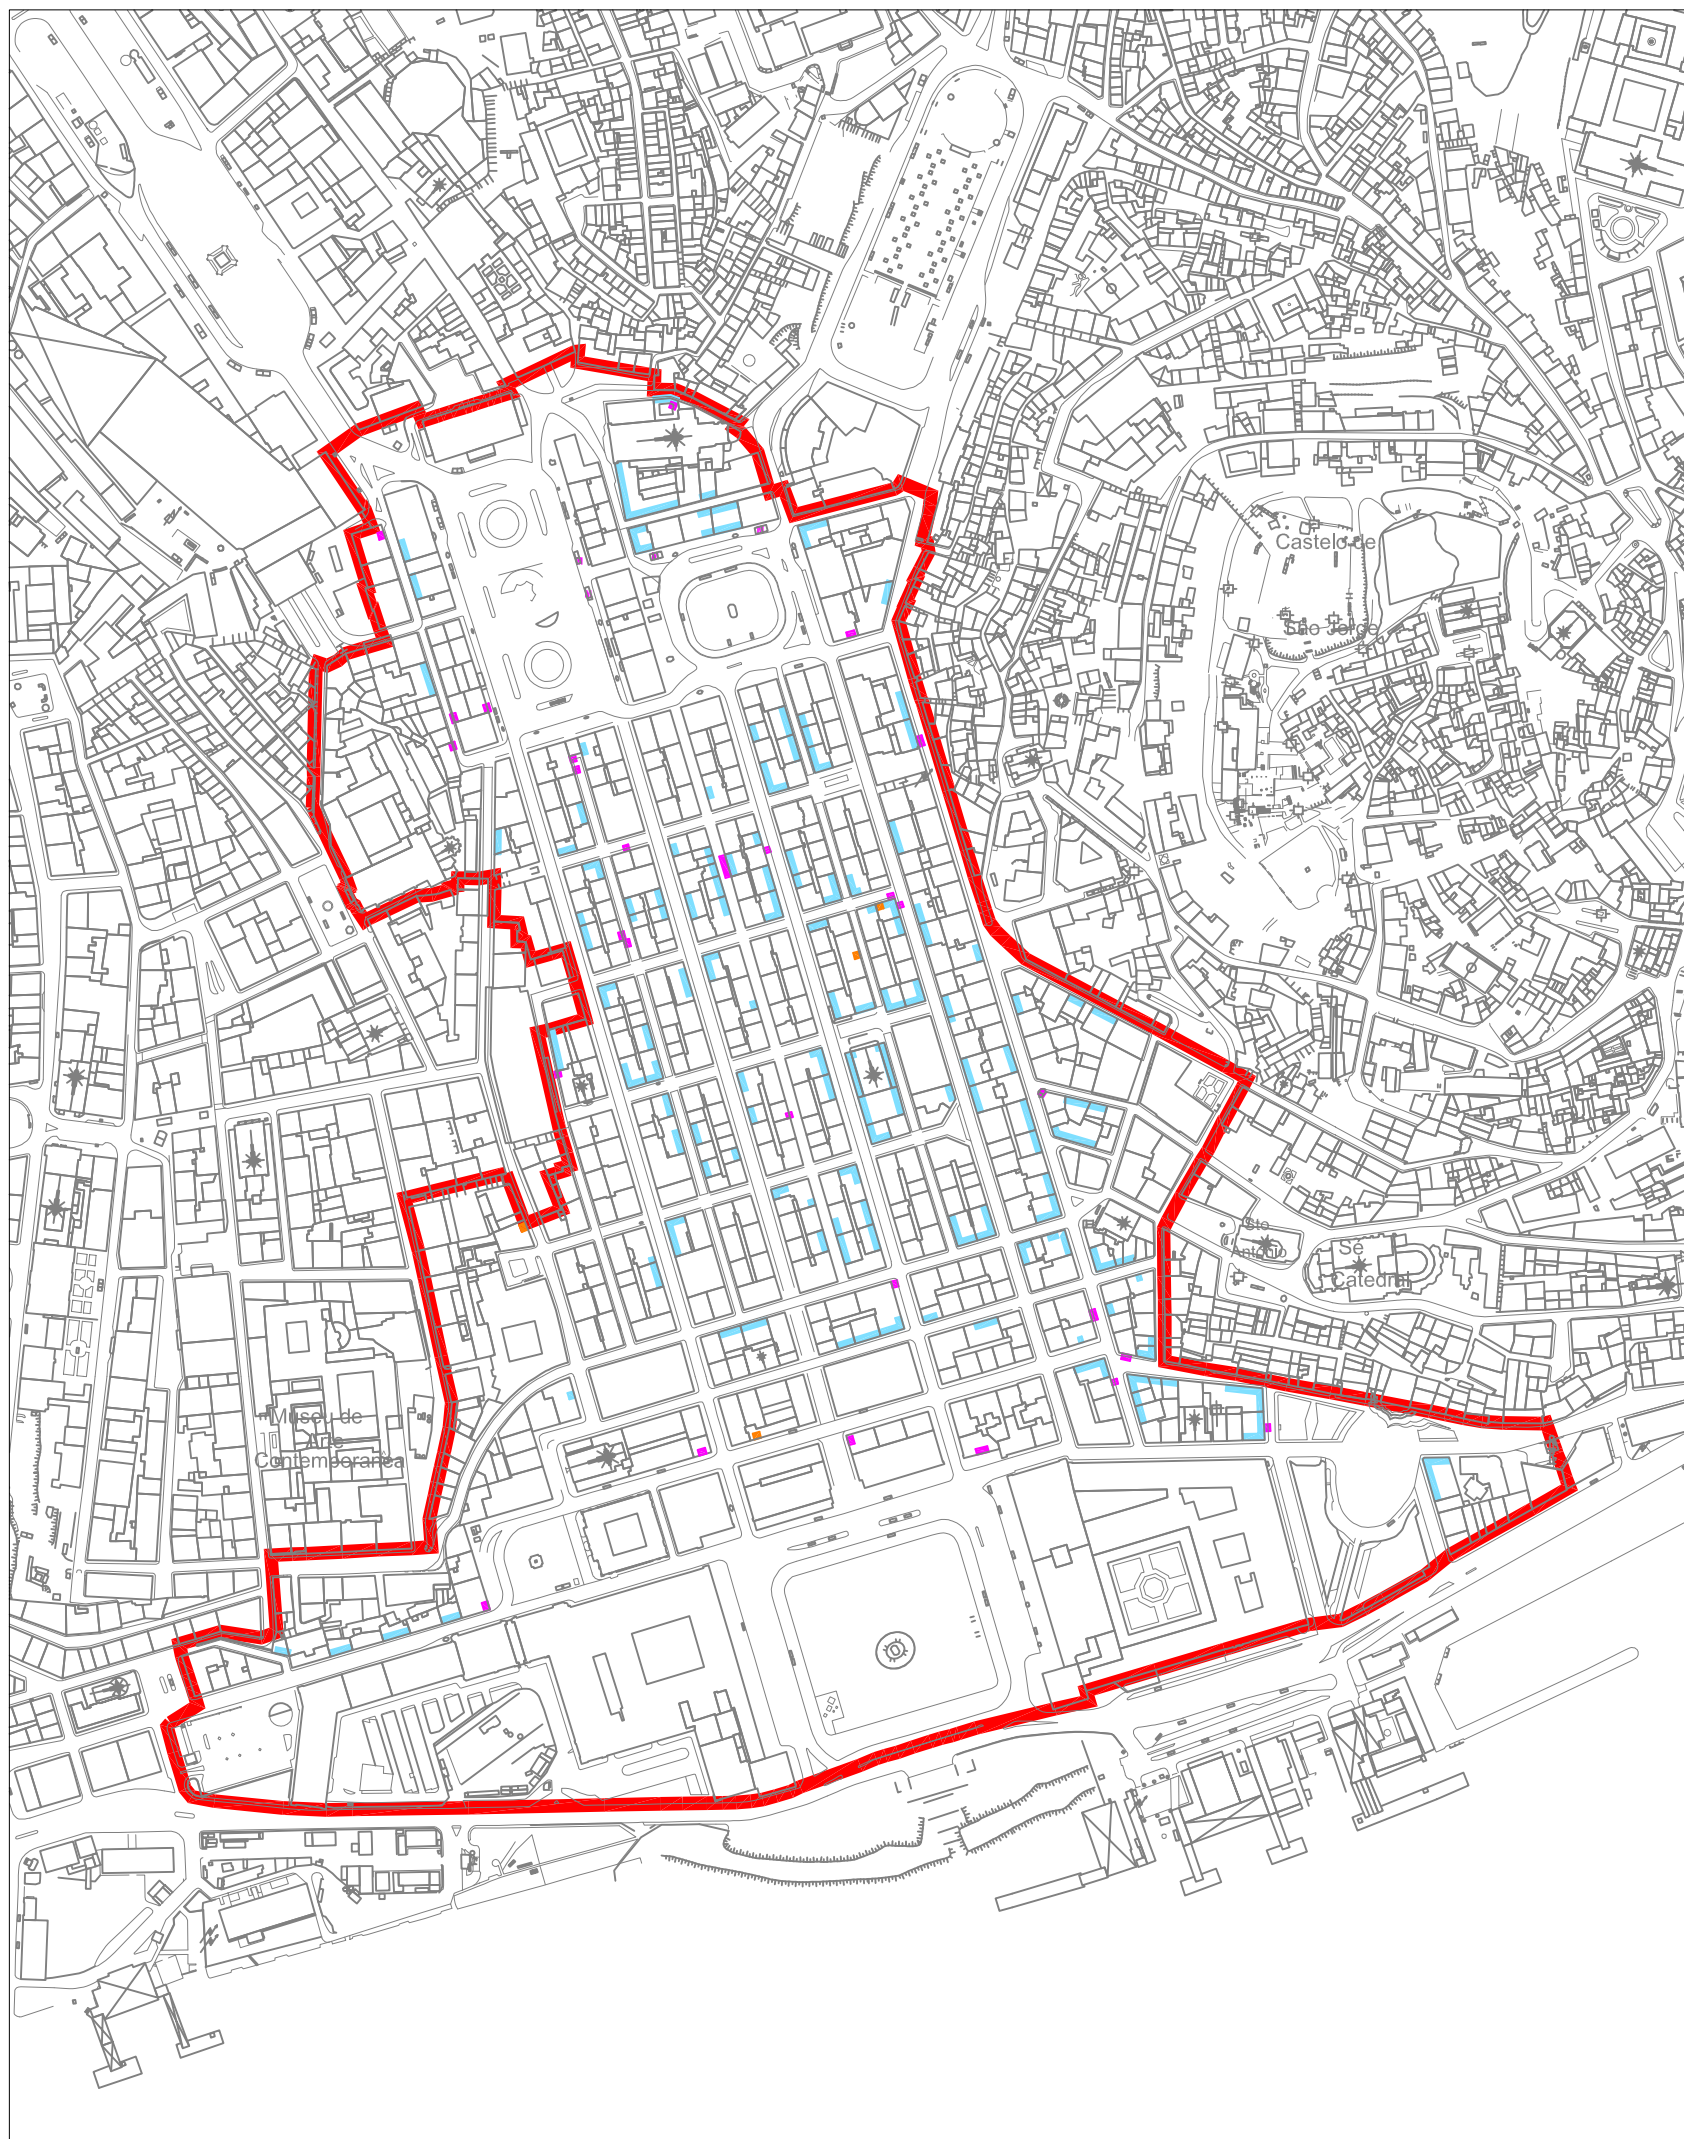 Castelo de
São Jorge
Sto
António
Sé
Catedral
Museu de
Arte
Contemporânea